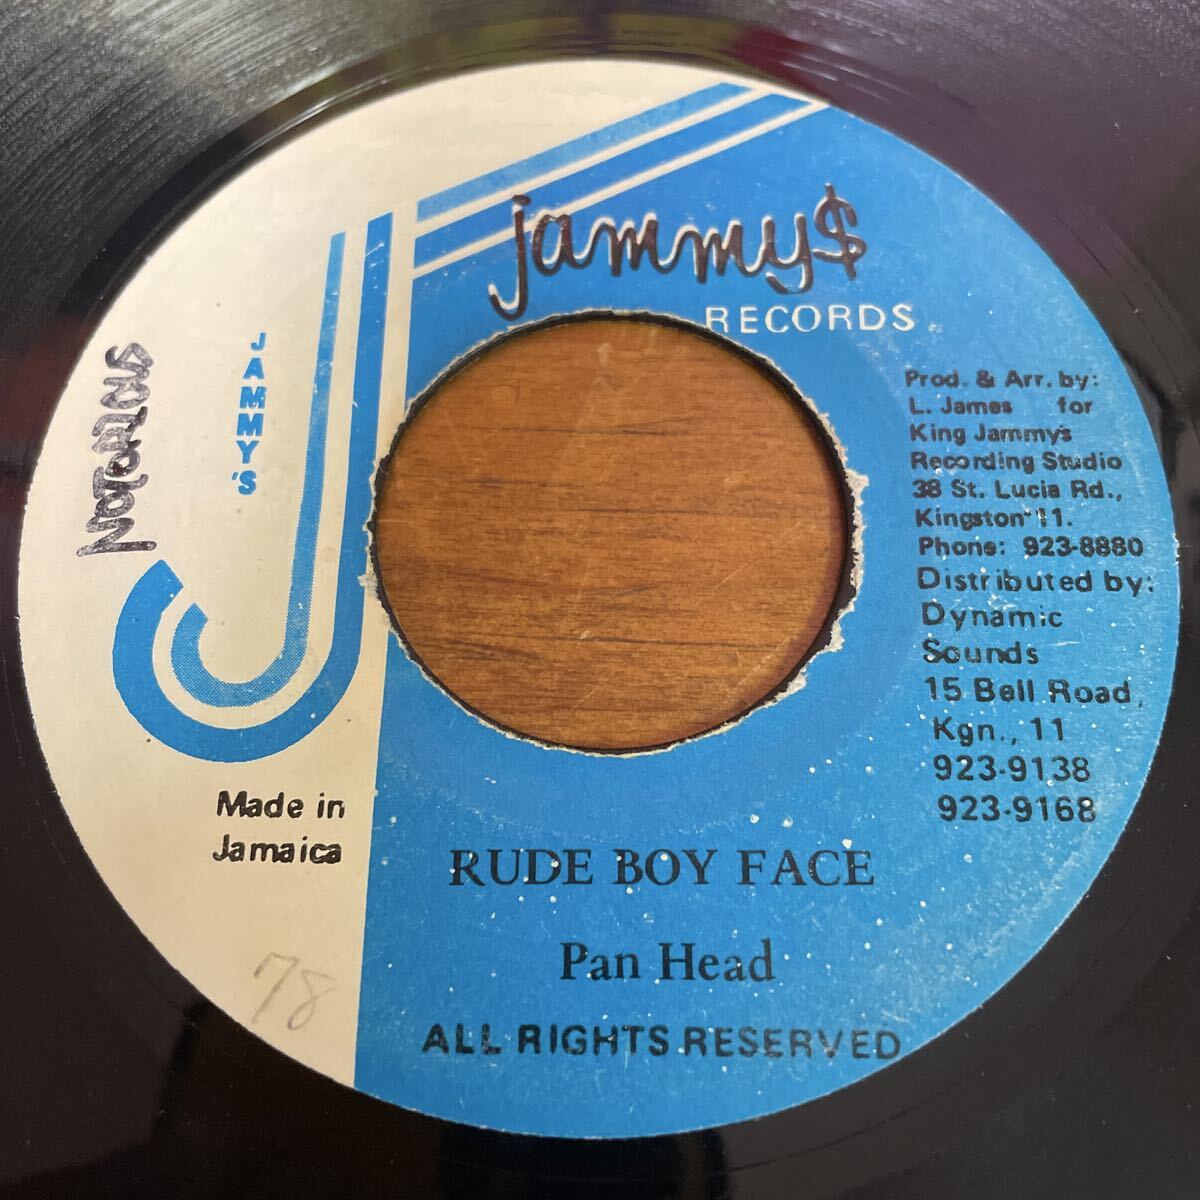 jammy$
RECORDS
JAMMY'S
NOTORIOUS
Prod. & Arr. by:
L. James for
King Jammy's
Recording Studio
38 St. Lucia Rd.,
Kingston 11.
Phone: 923-8880
Distributed by:
Dynamic
Sounds
15 Bell Road,
Kgn., 11
923-9138
923-9168
Made in
Jamaica
RUDE BOY FACE
Pan Head
78
ALL RIGHTS RESERVED